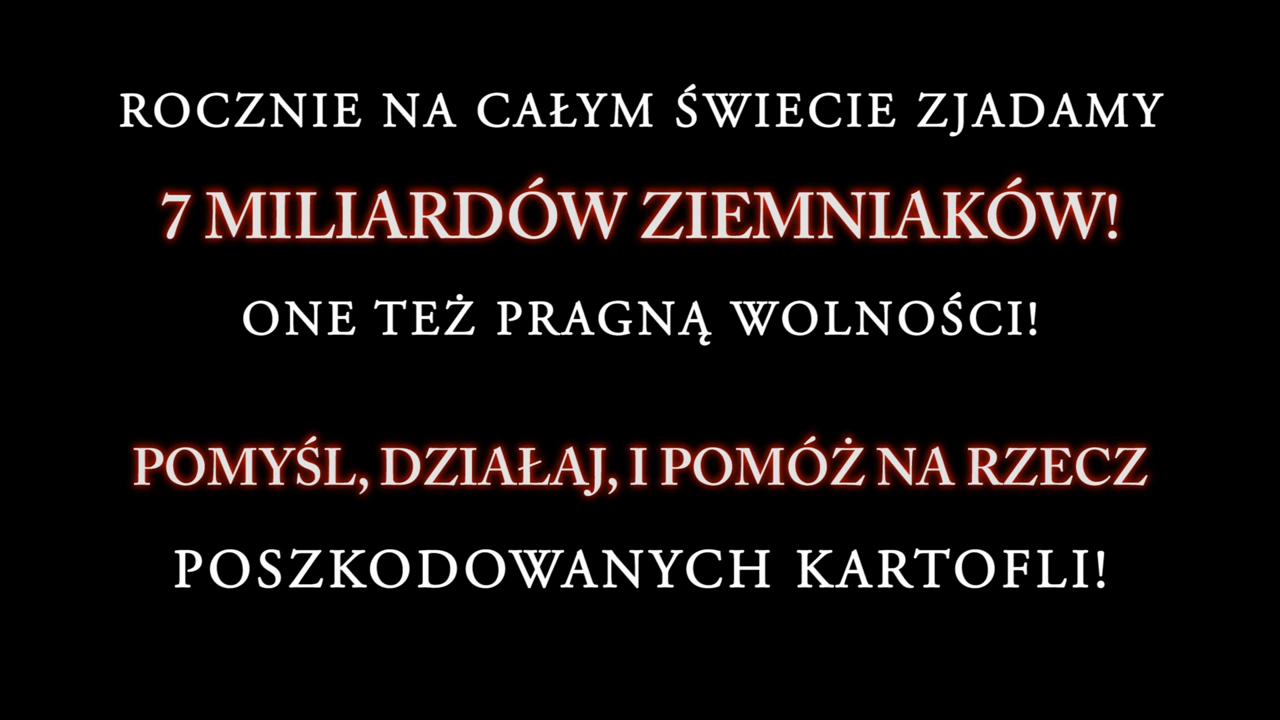 ROCZNIE NA CAŁYM ŚWIECIE ZJADAMY
7 MILIARDÓW ZIEMNIAKÓW!
ONE TEŻ PRAGNĄ WOLNOŚCI!
POMYŚL, DZIAŁAJ, I POMÓŻ NA RZECZ
POSZKODOWANYCH KARTOFLI!